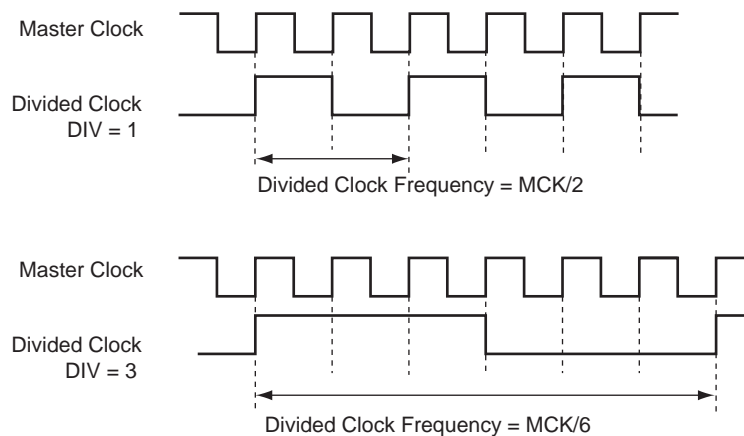 Master Clock
Divided Clock
DIV = 1
Divided Clock Frequency = MCK/2
Master Clock
Divided Clock
DIV = 3
Divided Clock Frequency = MCK/6